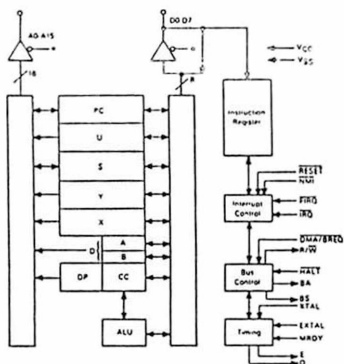 A0-A15
D0-D7
VCC
VSS
16
8
Instruction
Register
PC
U
S
Y
X
A
D
B
DP
CC
ALU
RESET
NMI
Interrupt
Control
FIRQ
IRQ
DMA/BREQ
R/W
Bus
Control
HALT
BA
BS
XTAL
Timing
EXTAL
MRDY
E
Q